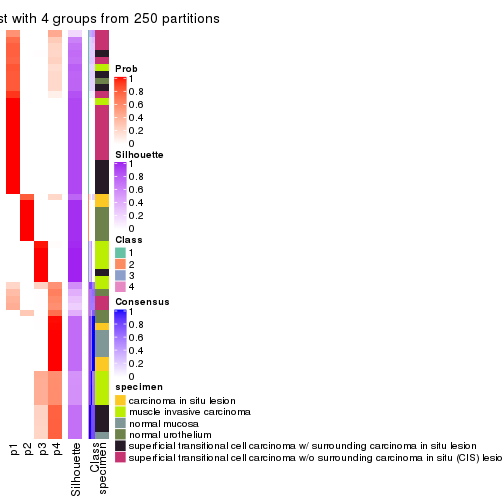 st with 4 groups from 250 partitions
Prob
1
0.8
0.6
0.4
0.2
0
Silhouette
1
0.8
0.6
0.4
0.2
0
Class
1
2
3
4
Consensus
1
0.8
0.6
0.4
0.2
0
specimen
carcinoma in situ lesion
muscle invasive carcinoma
normal mucosa
normal urothelium
superficial transitional cell carcinoma w/ surrounding carcinoma in situ lesion
superficial transitional cell carcinoma w/o surrounding carcinoma in situ (CIS) lesio
p1
p2
p3
p4
Silhouette
Class
specimen